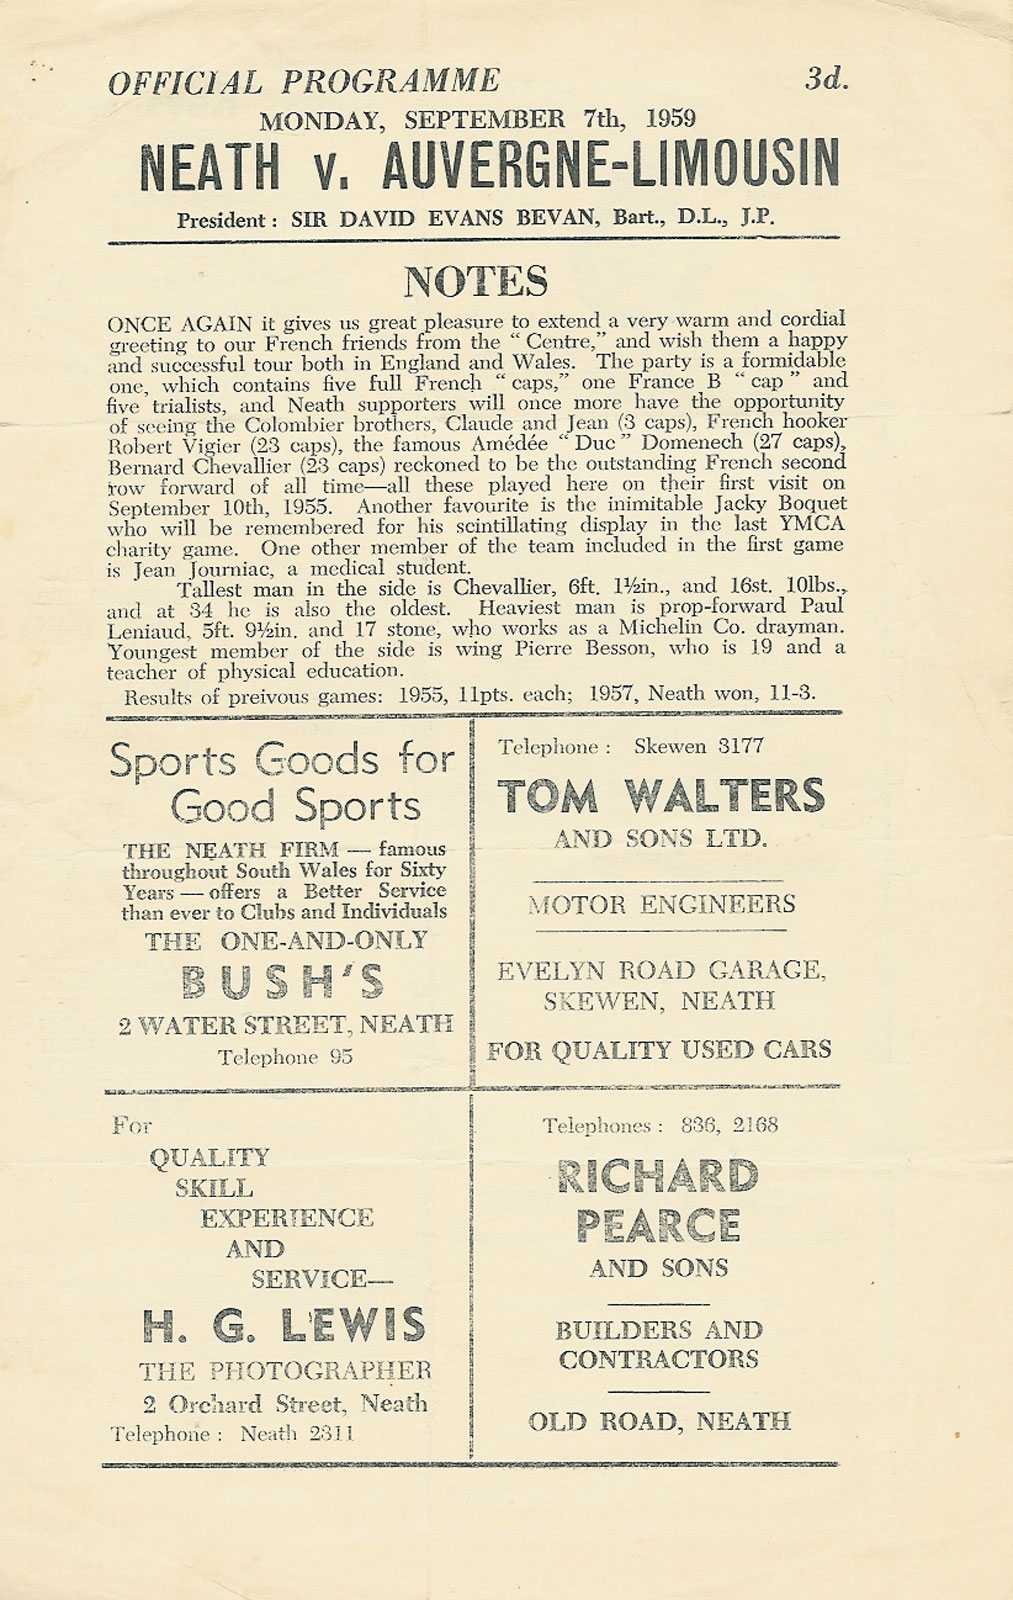 OFFICIAL PROGRAMME 3d.
MONDAY, SEPTEMBER 7th, 1959
NEATH v. AUVERGNE-LIMOUSIN
President : SIR DAVID EVANS BEVAN, Bart., D.L., J.P.
NOTES
ONCE AGAIN it gives us great pleasure to extend a very warm and cordial
greeting to our French friends from the "Centre," and wish them a happy
and successful tour both in England and Wales. The party is a formidable
one, which contains five full French "caps," one France B "cap" and
five trialists, and Neath supporters will once more have the opportunity
of seeing the Colombier brothers, Claude and Jean (3 caps), French hooker
Robert Vigier (23 caps), the famous Amédée "Duc" Domenech (27 caps),
Bernard Chevallier (23 caps) reckoned to be the outstanding French second
row forward of all time—all these played here on their first visit on
September 10th, 1955. Another favourite is the inimitable Jacky Boquet
who will be remembered for his scintillating display in the last YMCA
charity game. One other member of the team included in the first game
is Jean Journiac, a medical student.
Tallest man in the side is Chevallier, 6ft. 1½in., and 16st. 10lbs.,
and at 34 he is also the oldest. Heaviest man is prop-forward Paul
Leniaud, 5ft. 9½in. and 17 stone, who works as a Michelin Co. drayman.
Youngest member of the side is wing Pierre Besson, who is 19 and a
teacher of physical education.
Results of preivous games: 1955, 11pts. each; 1957, Neath won, 11-3.
Sports Goods for
Good Sports
THE NEATH FIRM — famous
throughout South Wales for Sixty
Years — offers a Better Service
than ever to Clubs and Individuals
THE ONE-AND-ONLY
BUSH'S
2 WATER STREET, NEATH
Telephone 95
Telephone : Skewen 3177
TOM WALTERS
AND SONS LTD.
MOTOR ENGINEERS
EVELYN ROAD GARAGE,
SKEWEN, NEATH
FOR QUALITY USED CARS
For
QUALITY
SKILL
EXPERIENCE
AND
SERVICE—
H. G. LEWIS
THE PHOTOGRAPHER
2 Orchard Street, Neath
Telephone : Neath 2311
Telephones : 836, 2168
RICHARD
PEARCE
AND SONS
BUILDERS AND
CONTRACTORS
OLD ROAD, NEATH